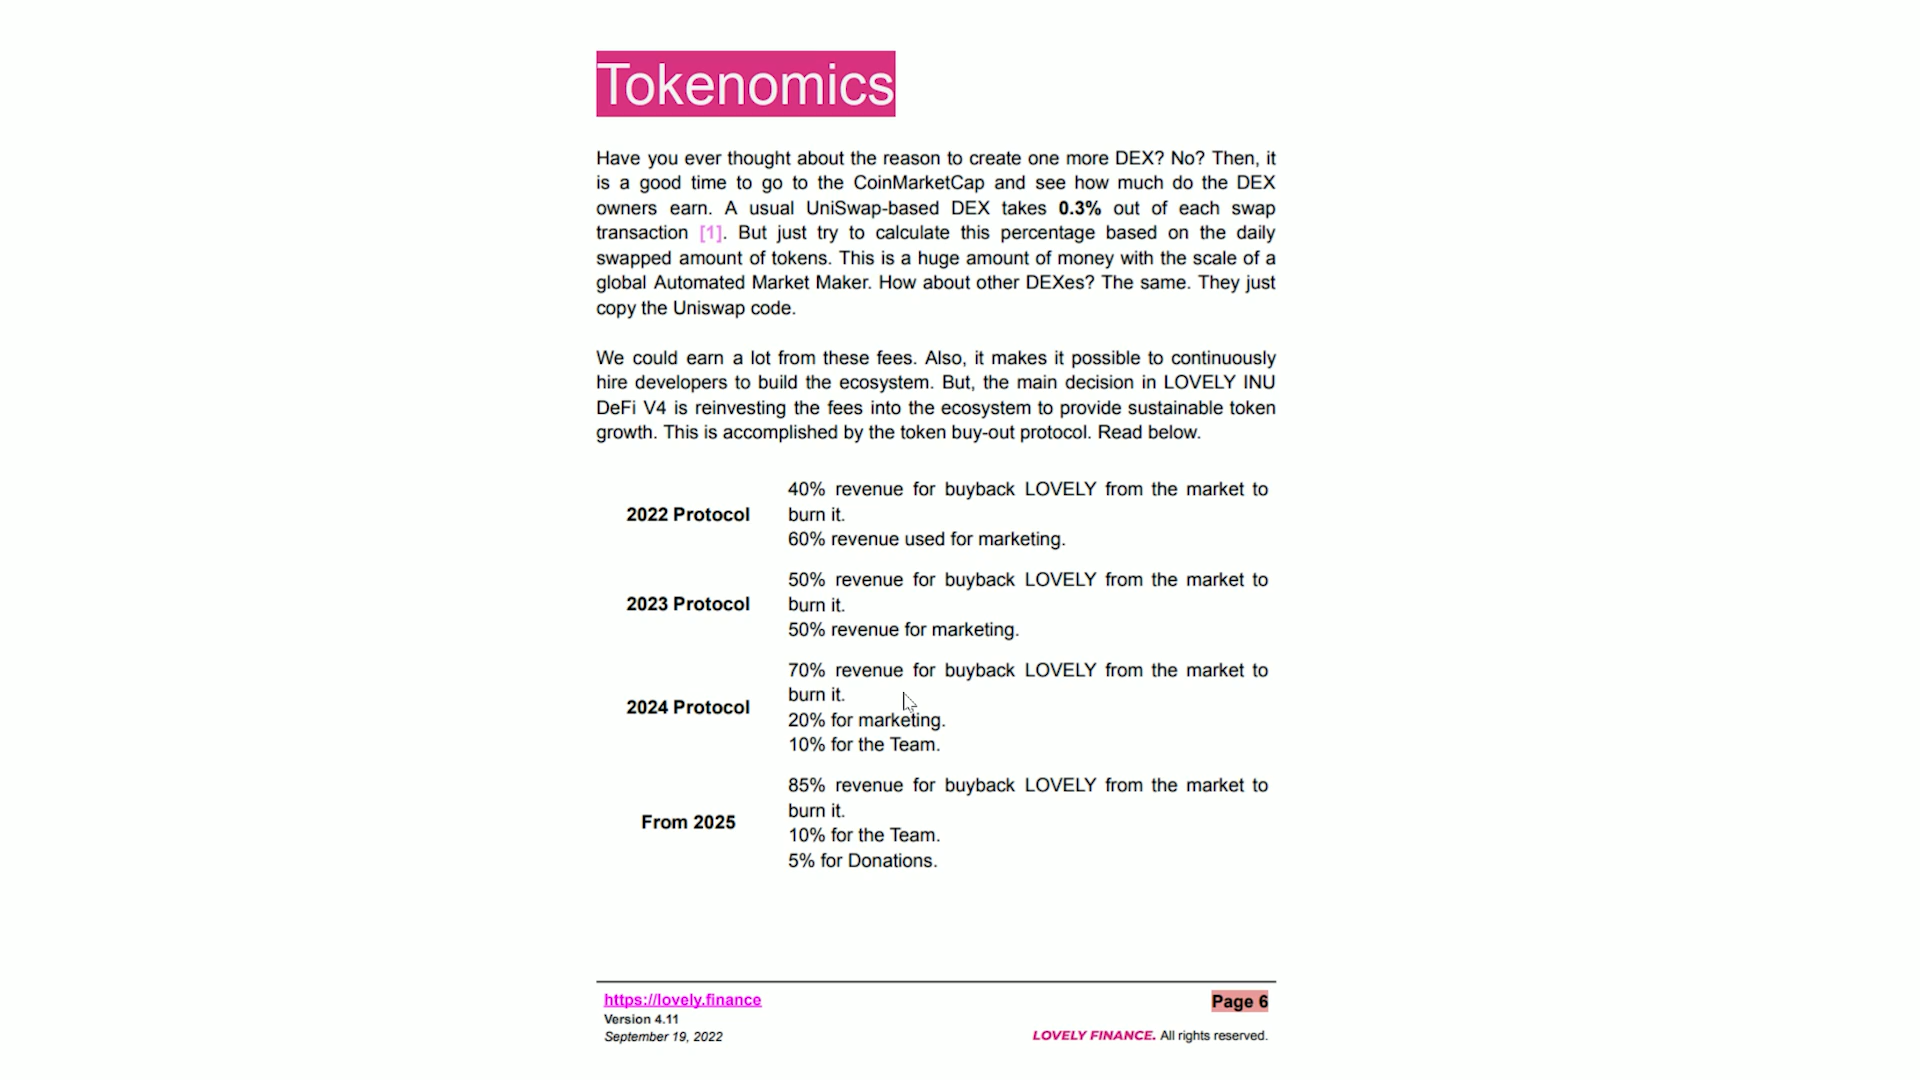 Tokenomics
Have you ever thought about the reason to create one more DEX? No? Then, it
is a good time to go to the CoinMarketCap and see how much do the DEX
owners earn. A usual UniSwap-based DEX takes 0.3% out of each swap
transaction [1]. But just try to calculate this percentage based on the daily
swapped amount of tokens. This is a huge amount of money with the scale of a
global Automated Market Maker. How about other DEXes? The same. They just
copy the Uniswap code.
We could earn a lot from these fees. Also, it makes it possible to continuously
hire developers to build the ecosystem. But, the main decision in LOVELY INU
DeFi V4 is reinvesting the fees into the ecosystem to provide sustainable token
growth. This is accomplished by the token buy-out protocol. Read below.
2022 Protocol
40% revenue for buyback LOVELY from the market to
burn it.
60% revenue used for marketing.
2023 Protocol
50% revenue for buyback LOVELY from the market to
burn it.
50% revenue for marketing.
2024 Protocol
70% revenue for buyback LOVELY from the market to
burn it.
20% for marketing.
10% for the Team.
From 2025
85% revenue for buyback LOVELY from the market to
burn it.
10% for the Team.
5% for Donations.
https://lovely.finance
Version 4.11
September 19, 2022
Page 6
LOVELY FINANCE. All rights reserved.